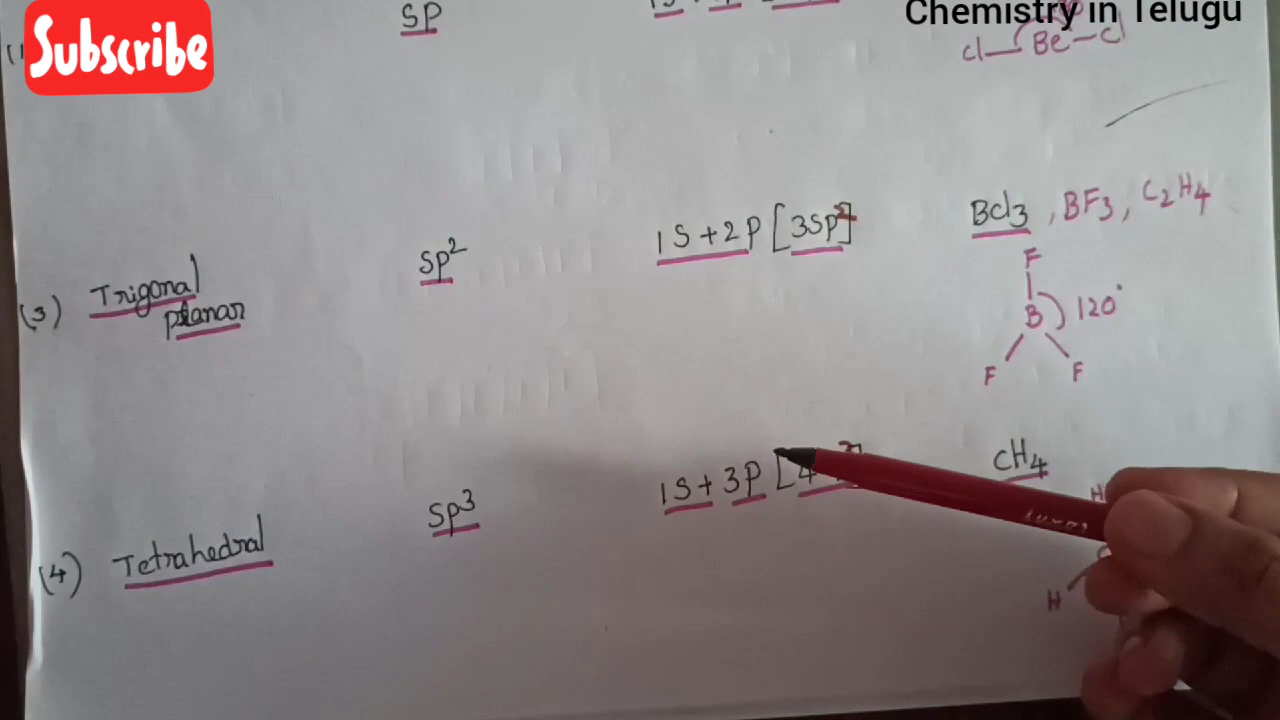 Subscribe
Chemistry in Telugu
SP
Cl — Be — Cl
(3) Trigonal planar
SP²
1S + 2P [3SP²]
BCl3, BF3, C2H4
F
B 120°
F F
(4) Tetrahedral
SP³
1S + 3P [4
CH4
H
H